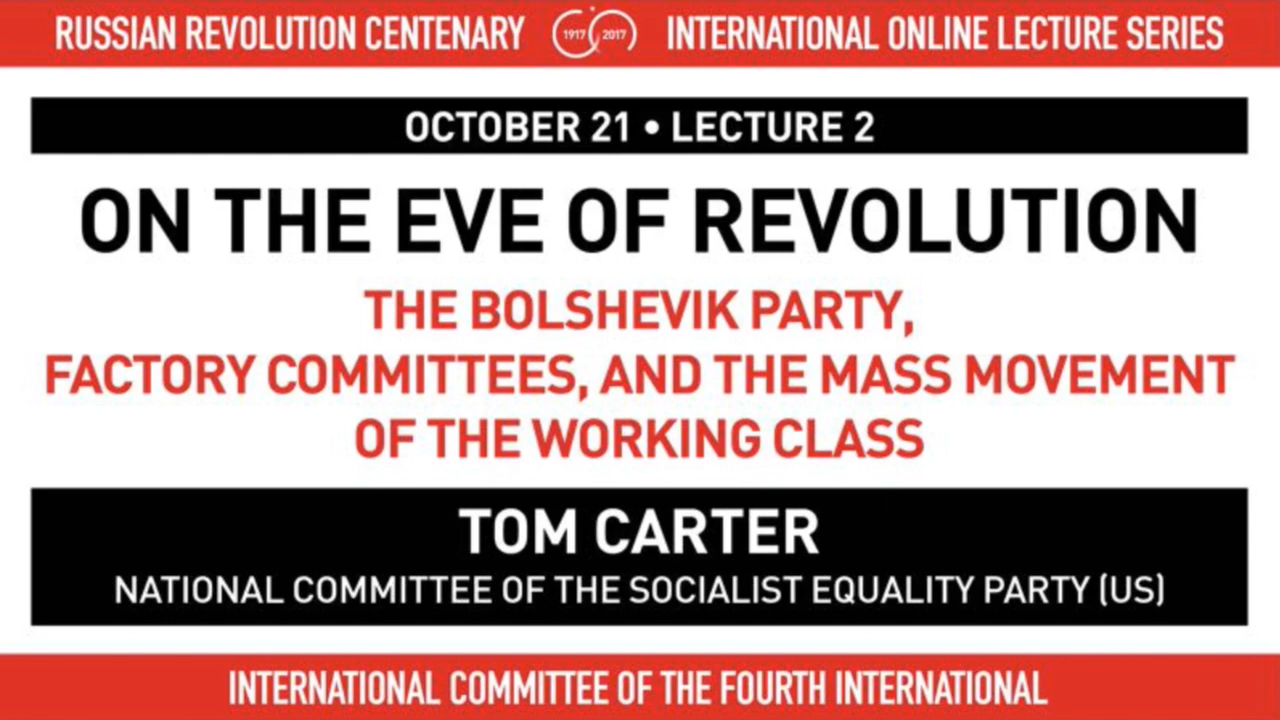 RUSSIAN REVOLUTION CENTENARY 1917 2017 INTERNATIONAL ONLINE LECTURE SERIES
OCTOBER 21 • LECTURE 2
ON THE EVE OF REVOLUTION
THE BOLSHEVIK PARTY,
FACTORY COMMITTEES, AND THE MASS MOVEMENT
OF THE WORKING CLASS
TOM CARTER
NATIONAL COMMITTEE OF THE SOCIALIST EQUALITY PARTY (US)
INTERNATIONAL COMMITTEE OF THE FOURTH INTERNATIONAL